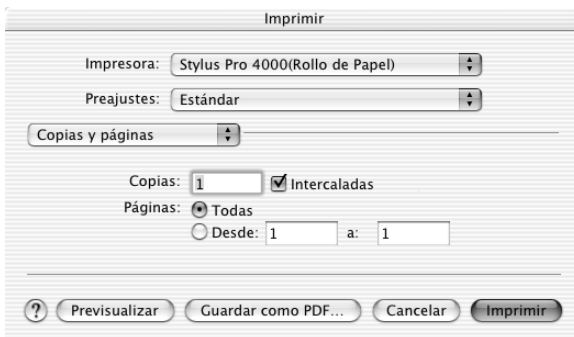 Imprimir
Impresora: Stylus Pro 4000(Rollo de Papel)
Preajustes: Estándar
Copias y páginas
Copias: 1 Intercaladas
Páginas: Todas
Desde: 1 a: 1
? Previsualizar Guardar como PDF... Cancelar Imprimir